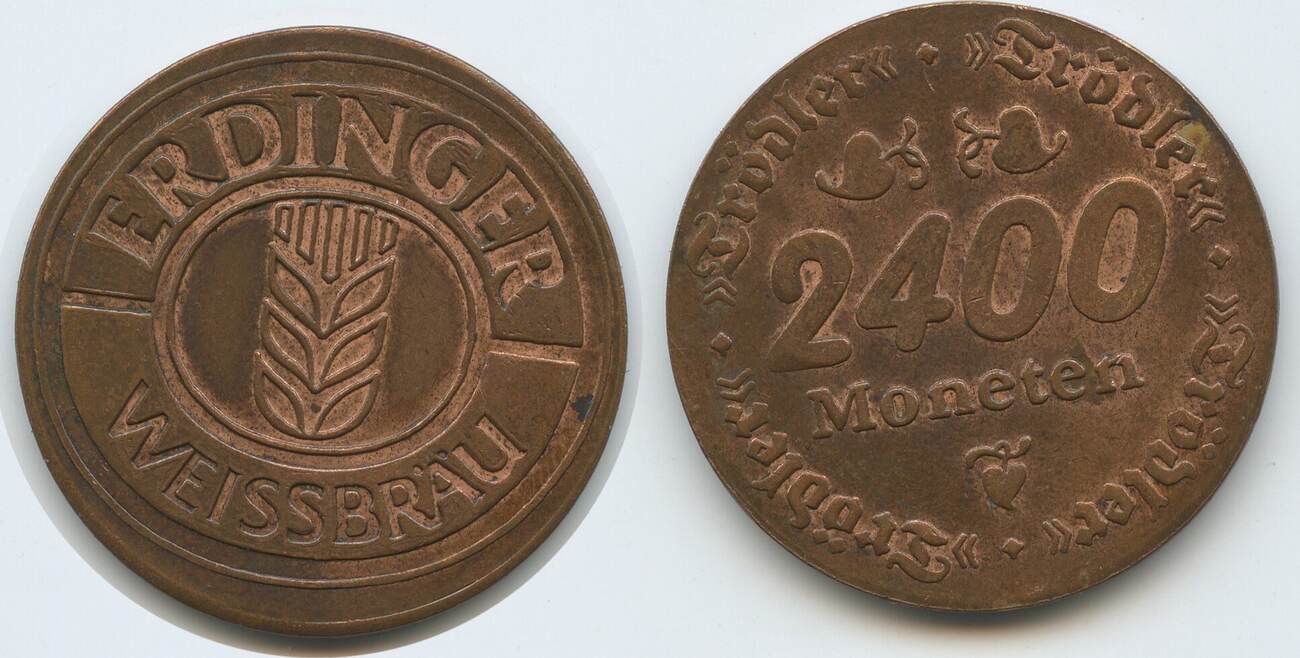 ERDINGER
WEISSBRÄU
»Trödler« · »Trödler« · »Trödler« · »Trödler« ·
2400
Moneten